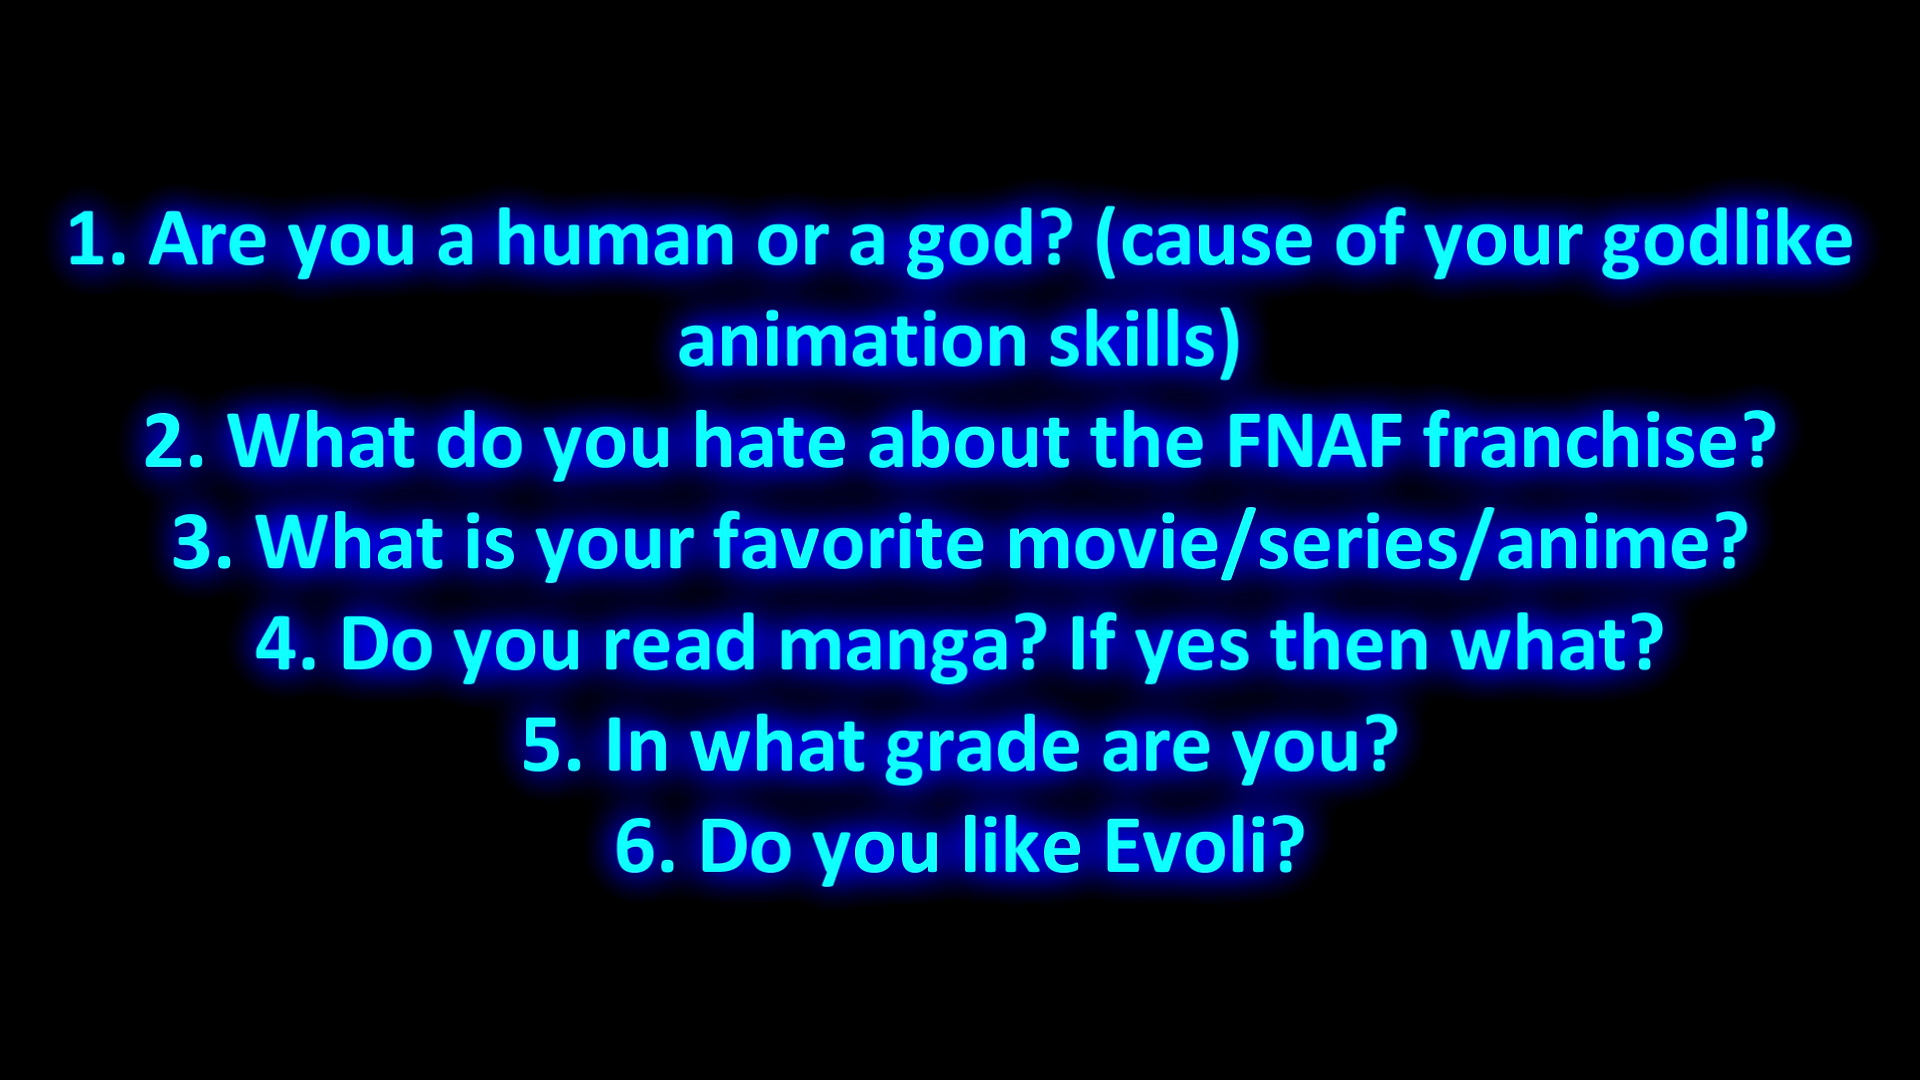 1. Are you a human or a god? (cause of your godlike
animation skills)
2. What do you hate about the FNAF franchise?
3. What is your favorite movie/series/anime?
4. Do you read manga? If yes then what?
5. In what grade are you?
6. Do you like Evoli?